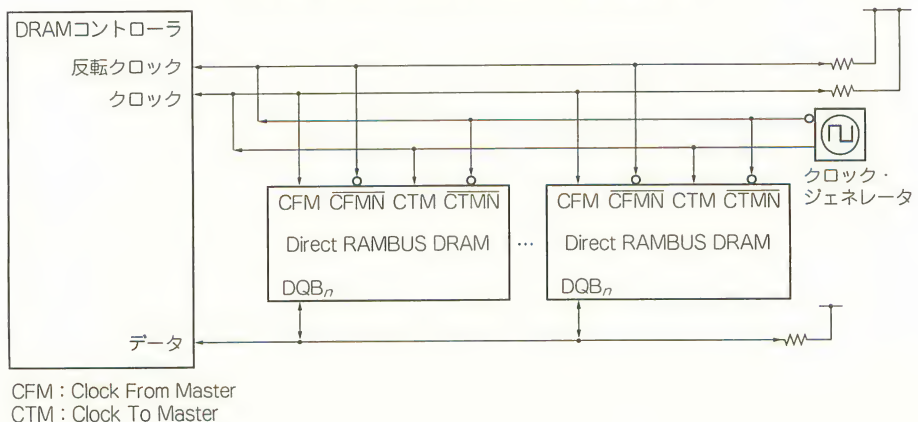 DRAMコントローラ
反転クロック
クロック
クロック・
ジェネレータ
CFM CFMN CTM CTMN
Direct RAMBUS DRAM
DQBn
…
CFM CFMN CTM CTMN
Direct RAMBUS DRAM
DQBn
データ
CFM：Clock From Master
CTM：Clock To Master